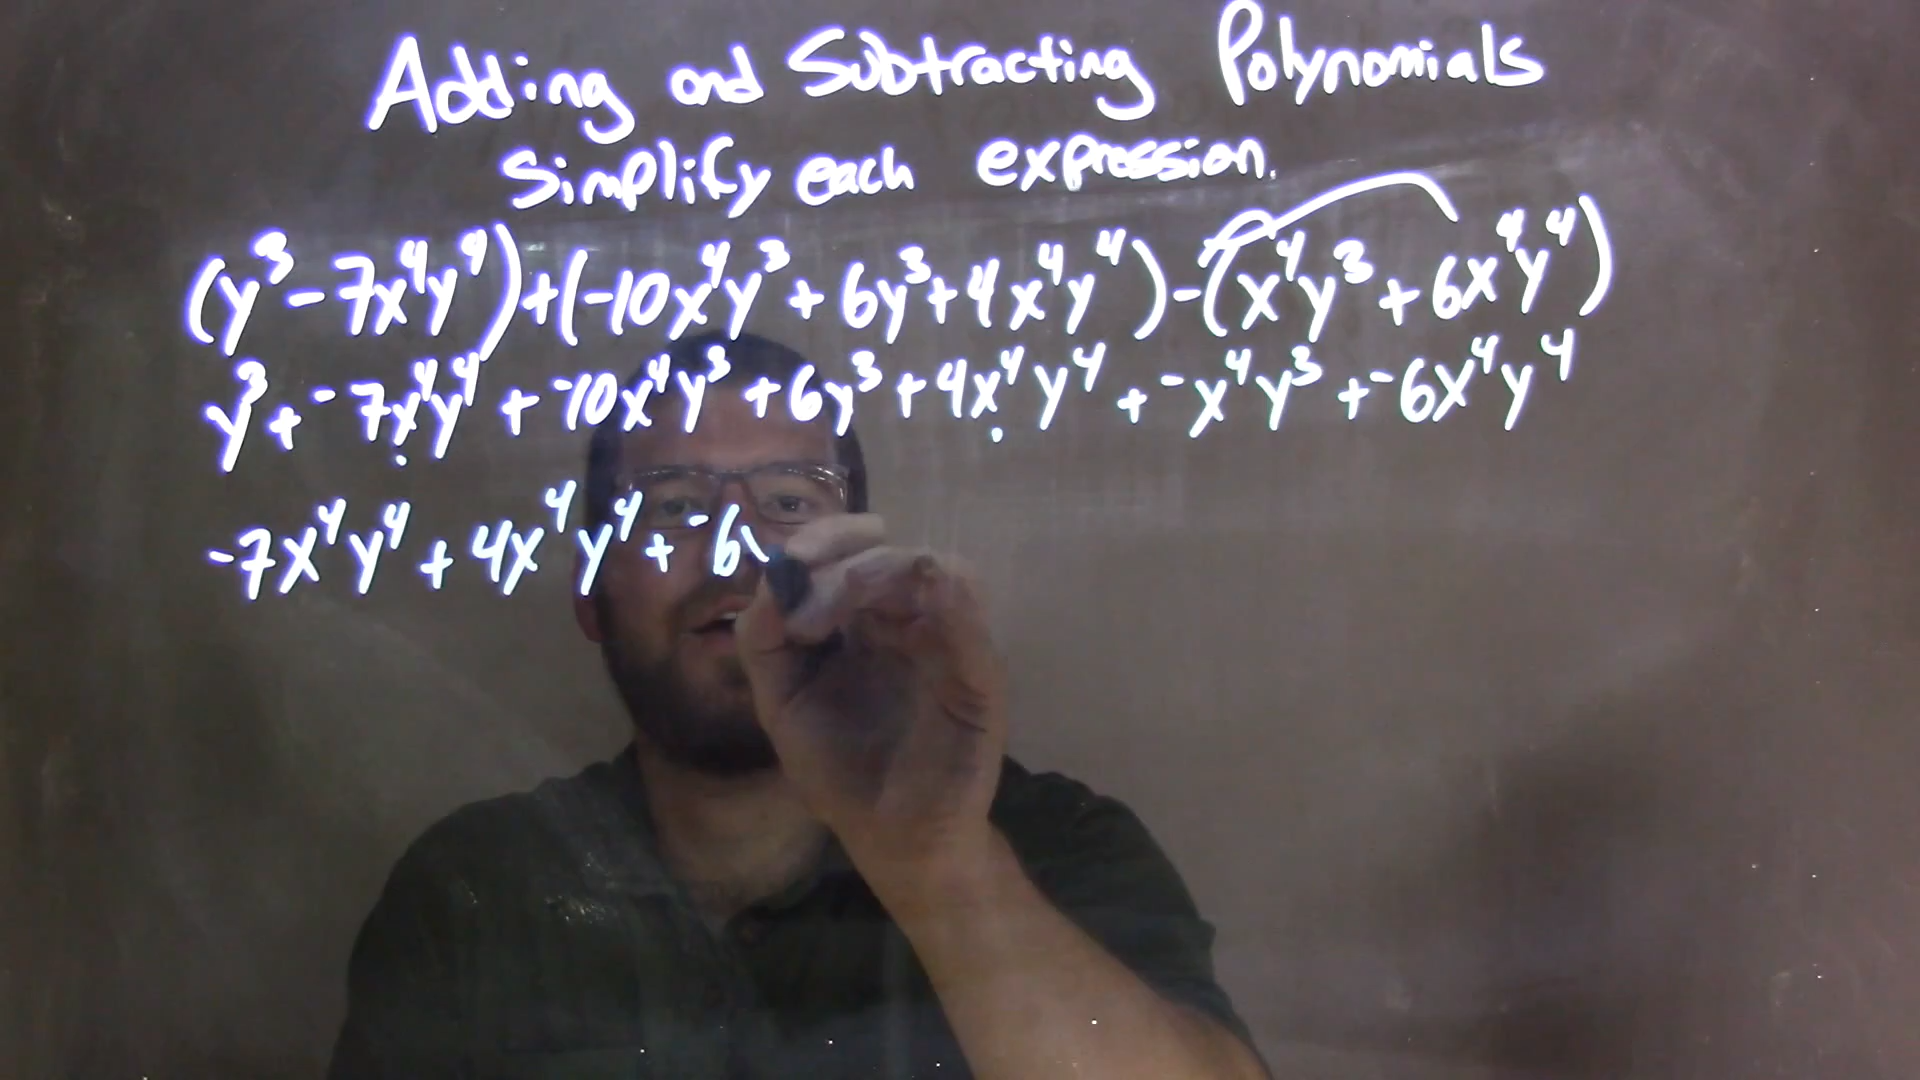 Adding and Subtracting Polynomials
Simplify each expression.
(y³-7x⁴y⁴)+(-10x⁴y³+6y³+4x⁴y⁴)-(x⁴y³+6x⁴y⁴)
y³+⁻7x⁴y⁴+⁻10x⁴y³+6y³+4x⁴y⁴+⁻x⁴y³+⁻6x⁴y⁴
-7x⁴y⁴+4x⁴y⁴+⁻6